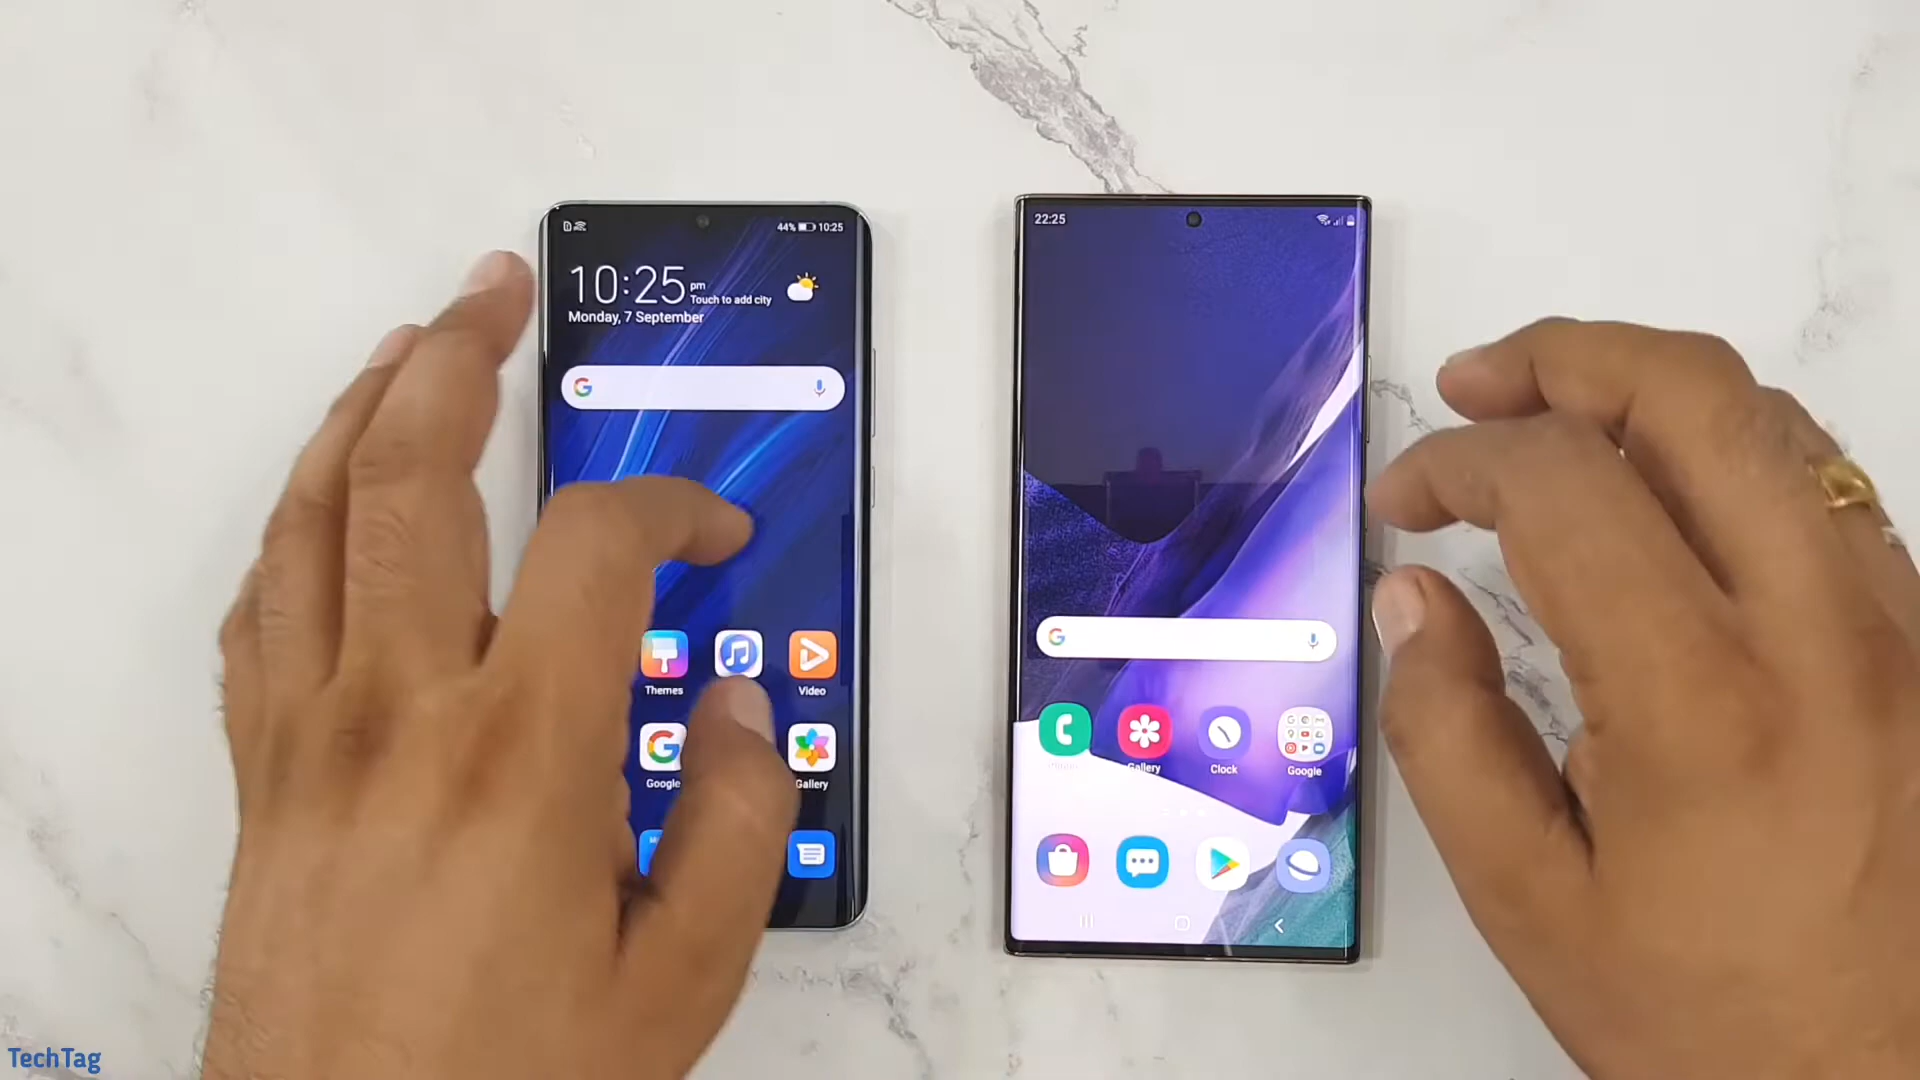 44% 10:25
10:25 pm
Touch to add city
Monday, 7 September
Themes
Video
Google
Gallery
22:25
Gallery
Clock
Google
TechTag